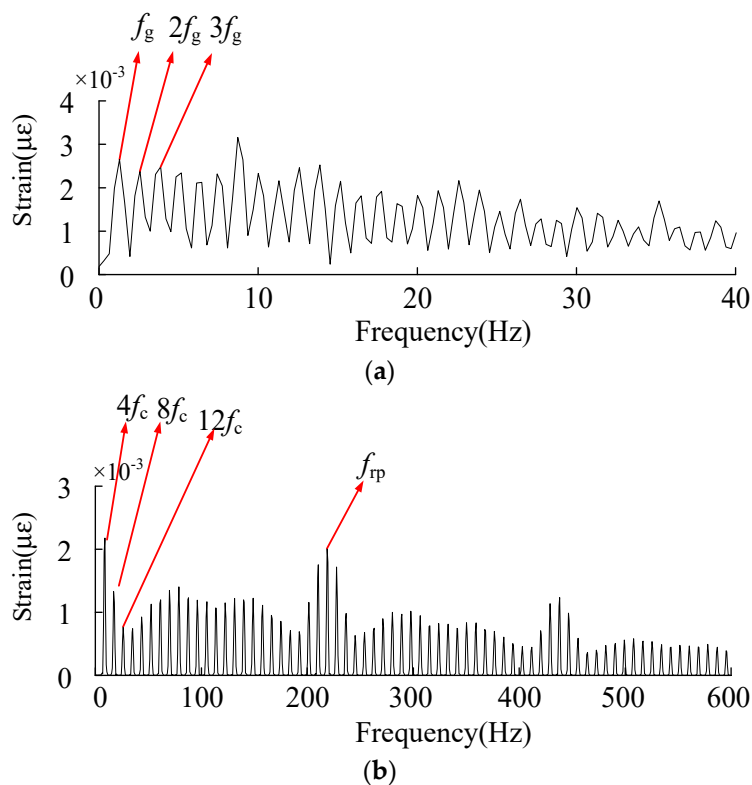 fg 2fg 3fg
×10-3
4
3
2
1
0
Strain(με)
0 10 20 30 40
Frequency(Hz)
(a)
4fc 8fc 12fc
×10-3
frp
3
2
1
0
Strain(με)
0 100 200 300 400 500 600
Frequency(Hz)
(b)